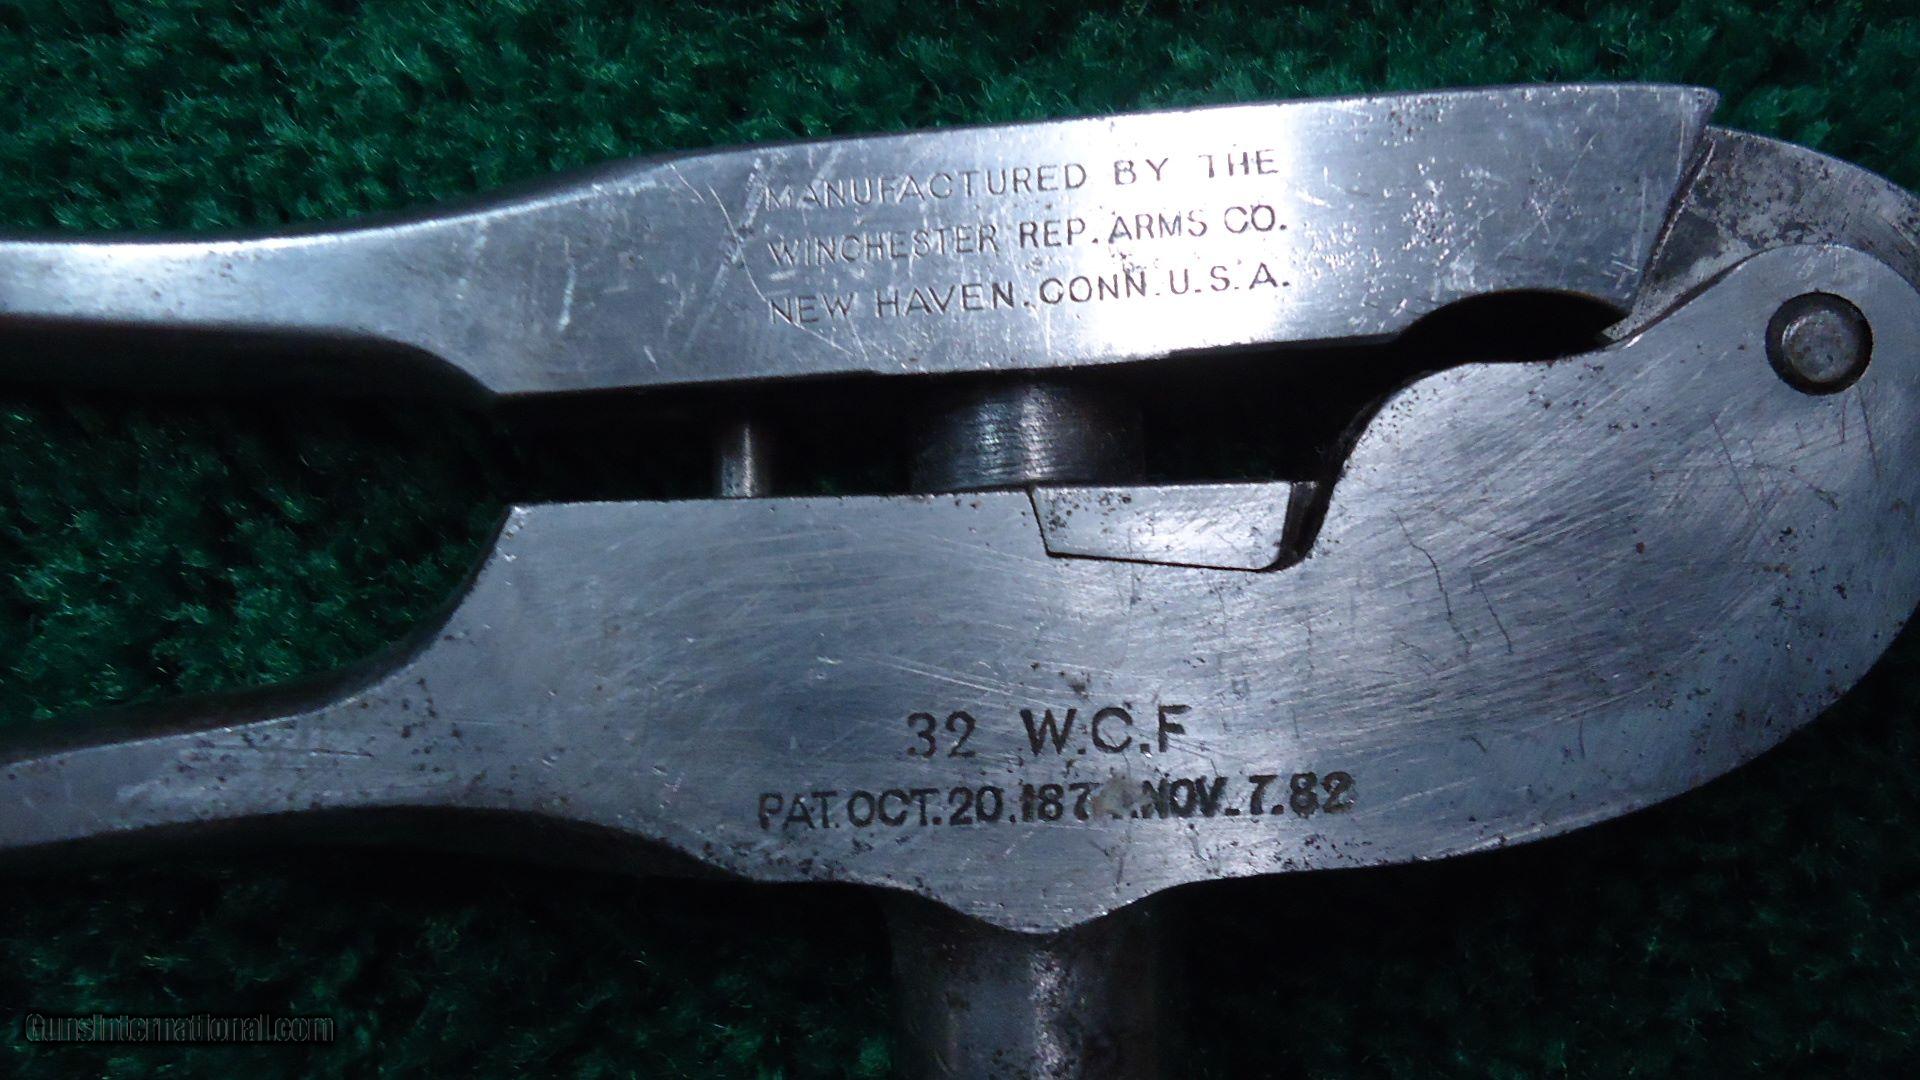 MANUFACTURED BY THE
WINCHESTER REP. ARMS CO.
NEW HAVEN. CONN. U.S.A.
32 W.C.F
PAT. OCT. 20. NOV. 7. 82
GunsInternational.com